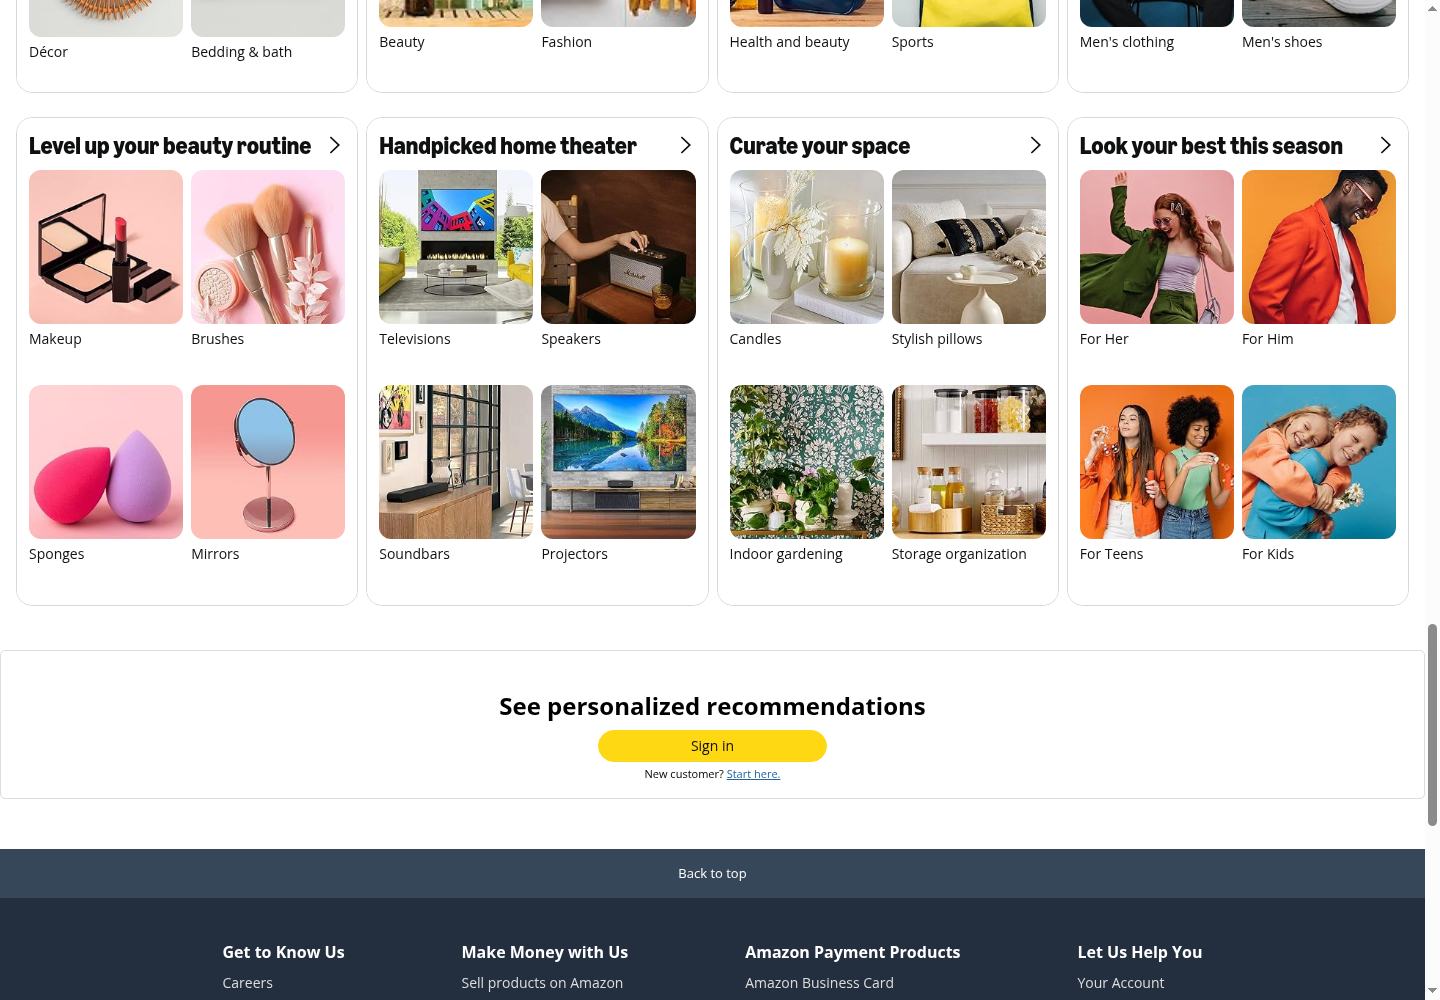 Décor
Bedding & bath
Beauty
Fashion
Health and beauty
Sports
Men's clothing
Men's shoes
Level up your beauty routine
Handpicked home theater
Curate your space
Look your best this season
Makeup
Brushes
Televisions
Speakers
Candles
Stylish pillows
For Her
For Him
Sponges
Mirrors
Soundbars
Projectors
Indoor gardening
Storage organization
For Teens
For Kids
See personalized recommendations
Sign in
New customer? Start here.
Back to top
Get to Know Us
Make Money with Us
Amazon Payment Products
Let Us Help You
Careers
Sell products on Amazon
Amazon Business Card
Your Account